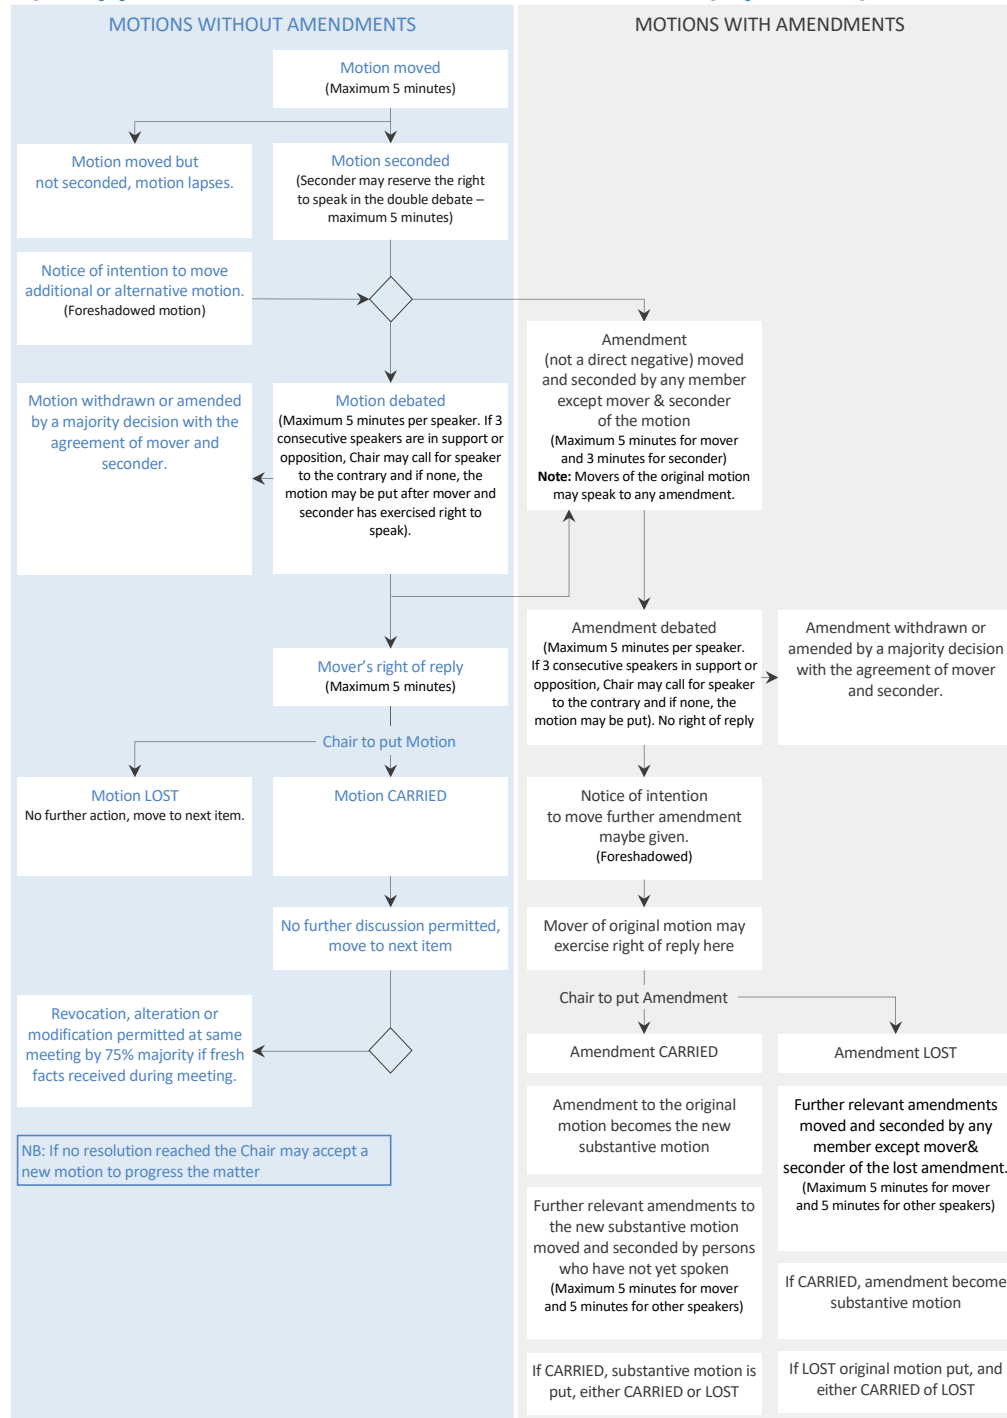 MOTIONS WITHOUT AMENDMENTS
Motion moved
(Maximum 5 minutes)
Motion moved but
not seconded, motion lapses.
Motion seconded
(Seconder may reserve the right
to speak in the double debate –
maximum 5 minutes)
Notice of intention to move
additional or alternative motion.
(Foreshadowed motion)
Motion withdrawn or amended
by a majority decision with the
agreement of mover and
seconder.
Motion debated
(Maximum 5 minutes per speaker. If 3
consecutive speakers are in support or
opposition, Chair may call for speaker
to the contrary and if none, the
motion may be put after mover and
seconder has exercised right to
speak).
Mover's right of reply
(Maximum 5 minutes)
Chair to put Motion
Motion LOST
No further action, move to next item.
Motion CARRIED
No further discussion permitted,
move to next item
Revocation, alteration or
modification permitted at same
meeting by 75% majority if fresh
facts received during meeting.
NB: If no resolution reached the Chair may accept a
new motion to progress the matter
MOTIONS WITH AMENDMENTS
Amendment
(not a direct negative) moved
and seconded by any member
except mover & seconder
of the motion
(Maximum 5 minutes for mover
and 3 minutes for seconder)
Note: Movers of the original motion
may speak to any amendment.
Amendment debated
(Maximum 5 minutes per speaker.
If 3 consecutive speakers in support or
opposition, Chair may call for speaker
to the contrary and if none, the
motion may be put). No right of reply
Amendment withdrawn or
amended by a majority decision
with the agreement of mover
and seconder.
Notice of intention
to move further amendment
maybe given.
(Foreshadowed)
Mover of original motion may
exercise right of reply here
Chair to put Amendment
Amendment CARRIED
Amendment to the original
motion becomes the new
substantive motion
Further relevant amendments to
the new substantive motion
moved and seconded by persons
who have not yet spoken
(Maximum 5 minutes for mover
and 5 minutes for other speakers)
If CARRIED, substantive motion is
put, either CARRIED or LOST
Amendment LOST
Further relevant amendments
moved and seconded by any
member except mover&
seconder of the lost amendment.
(Maximum 5 minutes for mover
and 5 minutes for other speakers)
If CARRIED, amendment become
substantive motion
If LOST original motion put, and
either CARRIED of LOST